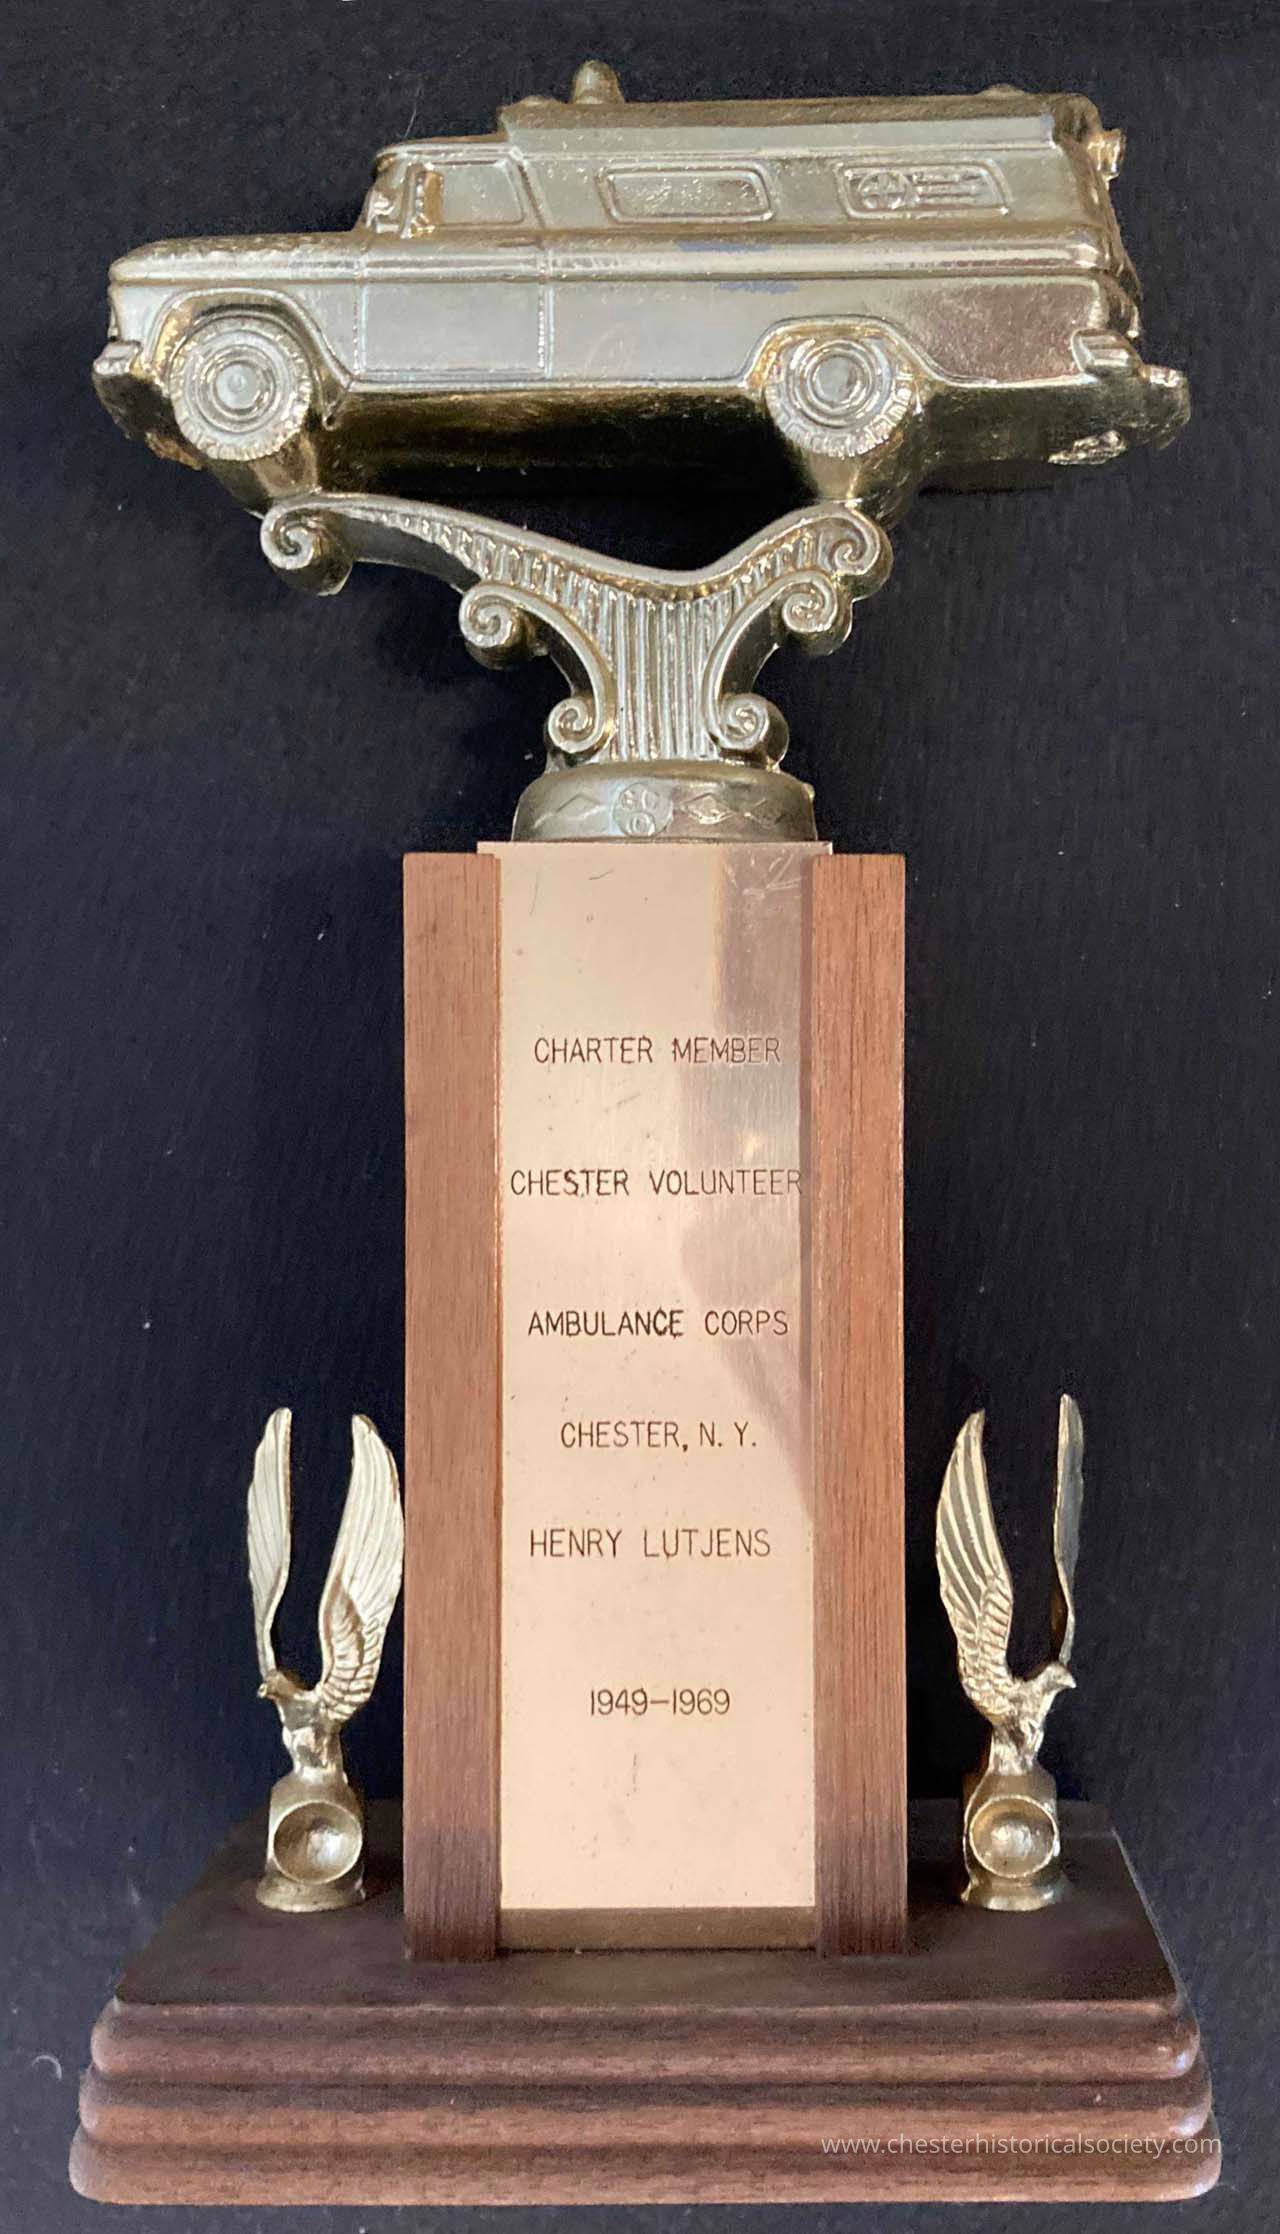 CHARTER MEMBER
CHESTER VOLUNTEER
AMBULANCE CORPS
CHESTER, N. Y.
HENRY LUTJENS
1949-1969
www.chesterhistoricalsociety.com